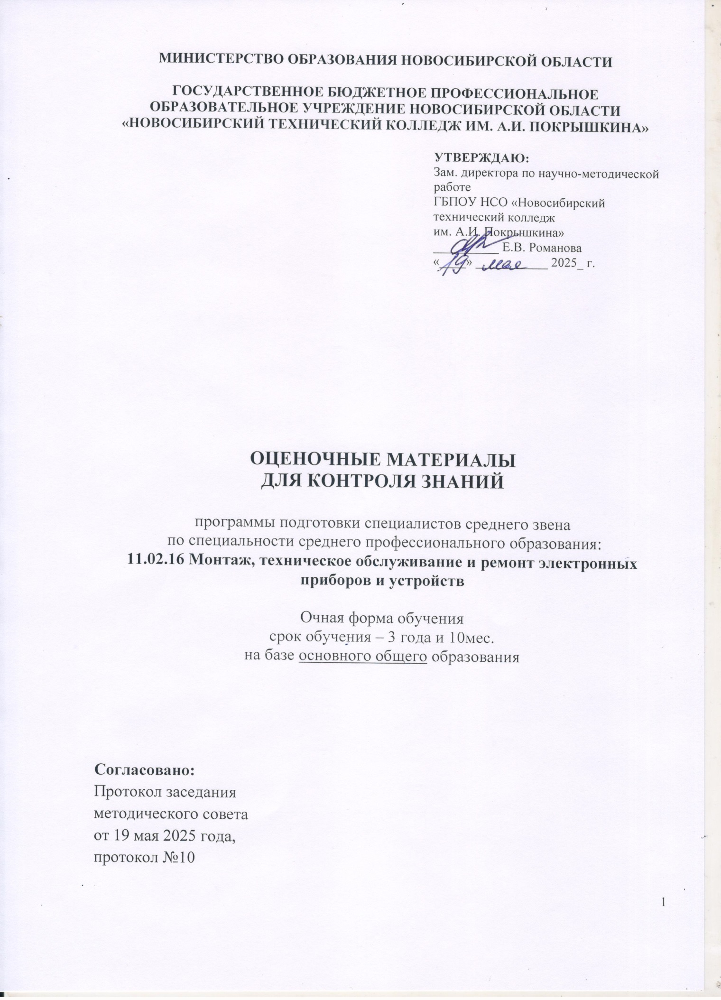 МИНИСТЕРСТВО ОБРАЗОВАНИЯ НОВОСИБИРСКОЙ ОБЛАСТИ
ГОСУДАРСТВЕННОЕ БЮДЖЕТНОЕ ПРОФЕССИОНАЛЬНОЕ
ОБРАЗОВАТЕЛЬНОЕ УЧРЕЖДЕНИЕ НОВОСИБИРСКОЙ ОБЛАСТИ
«НОВОСИБИРСКИЙ ТЕХНИЧЕСКИЙ КОЛЛЕДЖ ИМ. А.И. ПОКРЫШКИНА»
УТВЕРЖДАЮ:
Зам. директора по научно-методической
работе
ГБПОУ НСО «Новосибирский
технический колледж
им. А.И. Покрышкина»
__________ Е.В. Романова
«19» мая 2025_ г.
ОЦЕНОЧНЫЕ МАТЕРИАЛЫ
ДЛЯ КОНТРОЛЯ ЗНАНИЙ
программы подготовки специалистов среднего звена
по специальности среднего профессионального образования:
11.02.16 Монтаж, техническое обслуживание и ремонт электронных
приборов и устройств
Очная форма обучения
срок обучения – 3 года и 10мес.
на базе основного общего образования
Согласовано:
Протокол заседания
методического совета
от 19 мая 2025 года,
протокол №10
1